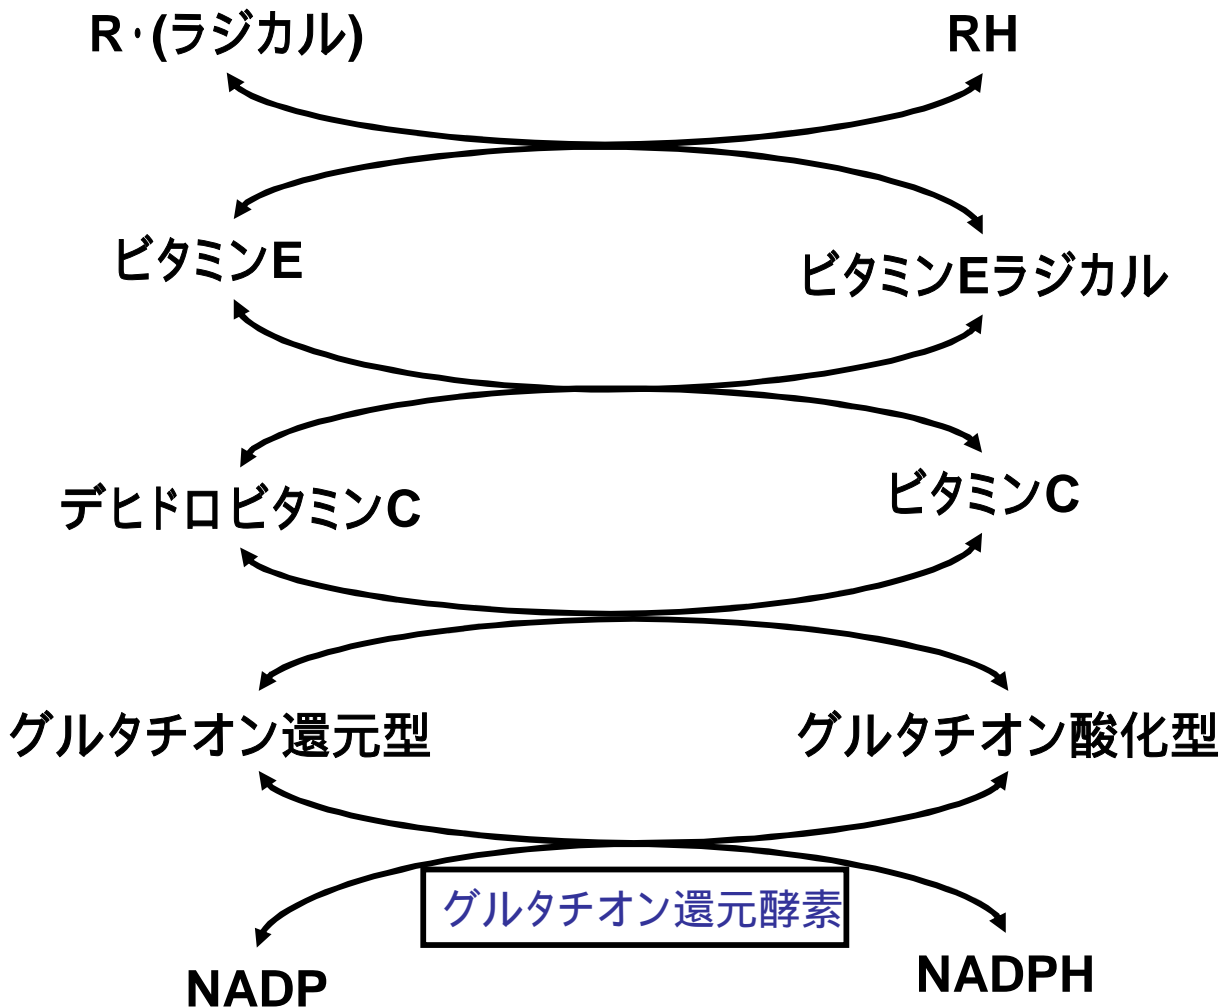 R・(ラジカル)
RH
ビタミンE
ビタミンEラジカル
デヒドロビタミンC
ビタミンC
グルタチオン還元型
グルタチオン酸化型
グルタチオン還元酵素
NADP
NADPH